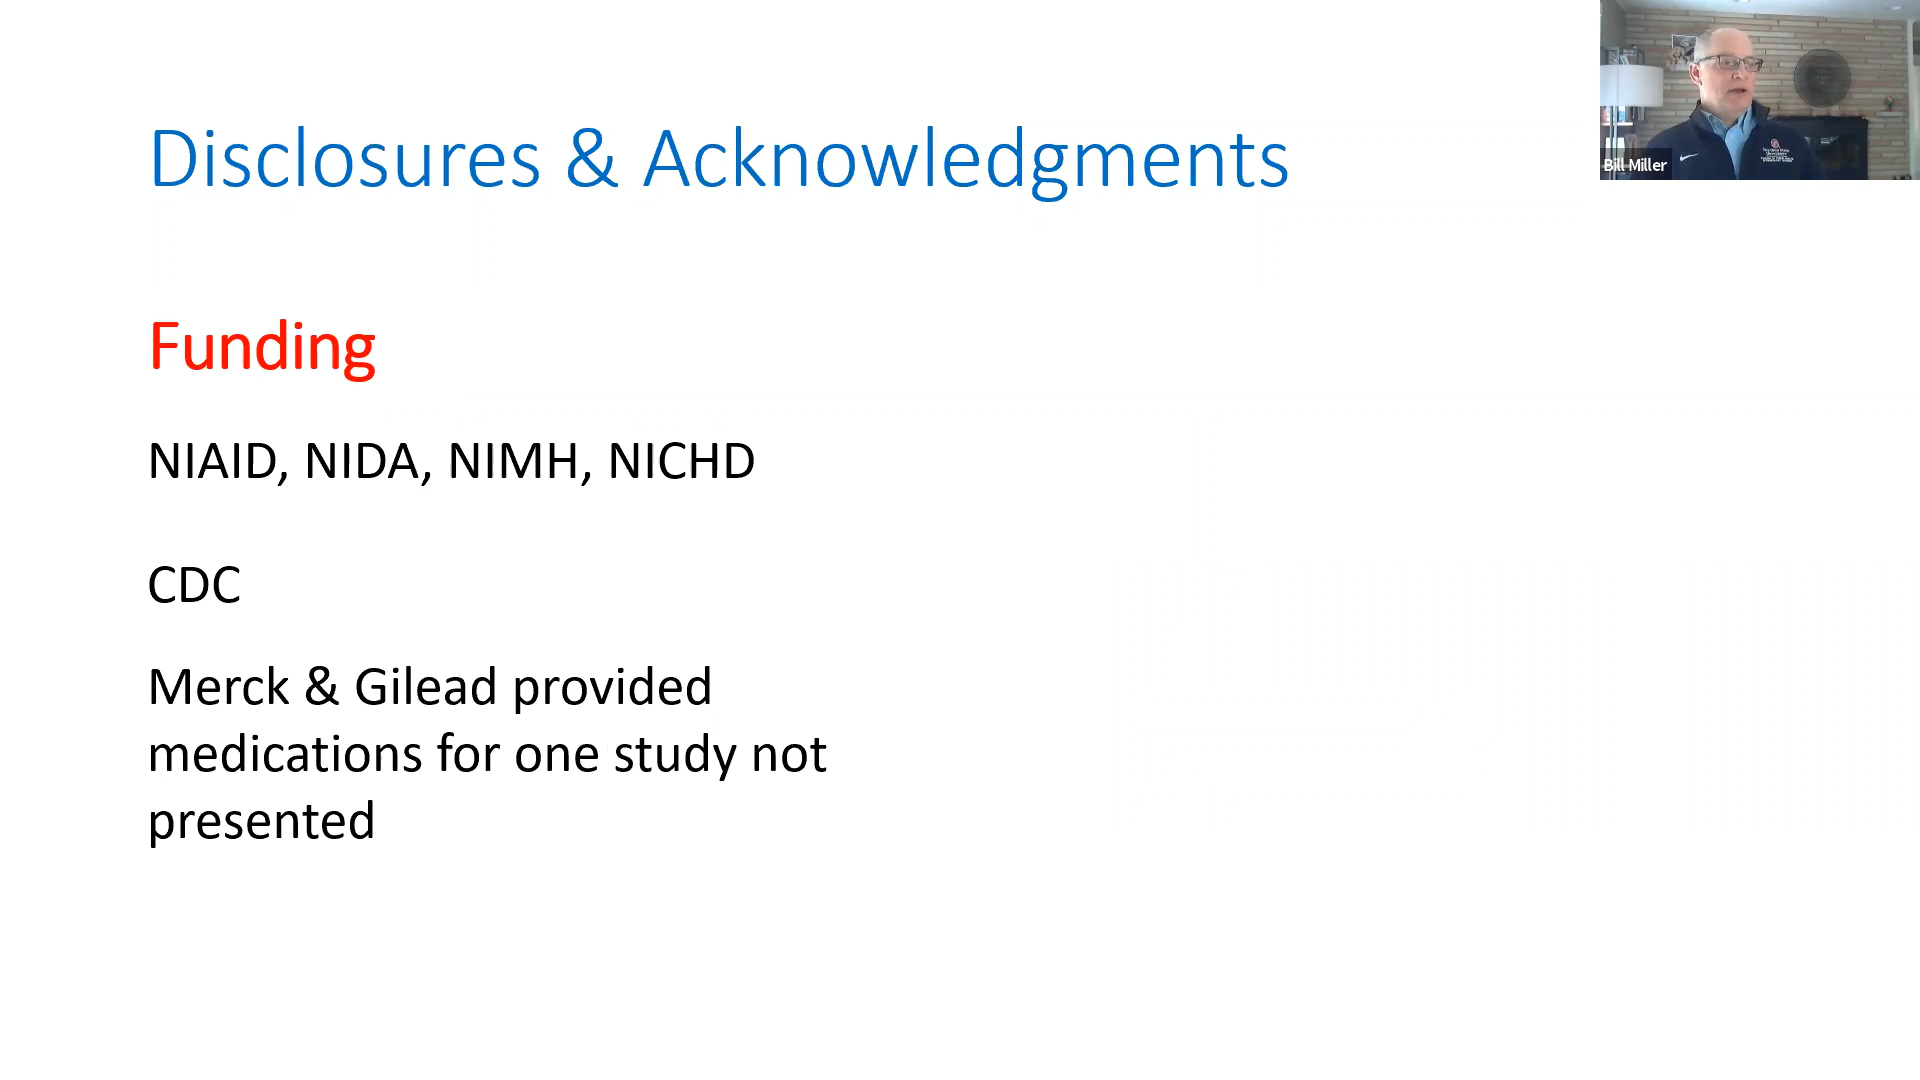 Disclosures & Acknowledgments
Bill Miller
Funding
NIAID, NIDA, NIMH, NICHD
CDC
Merck & Gilead provided
medications for one study not
presented